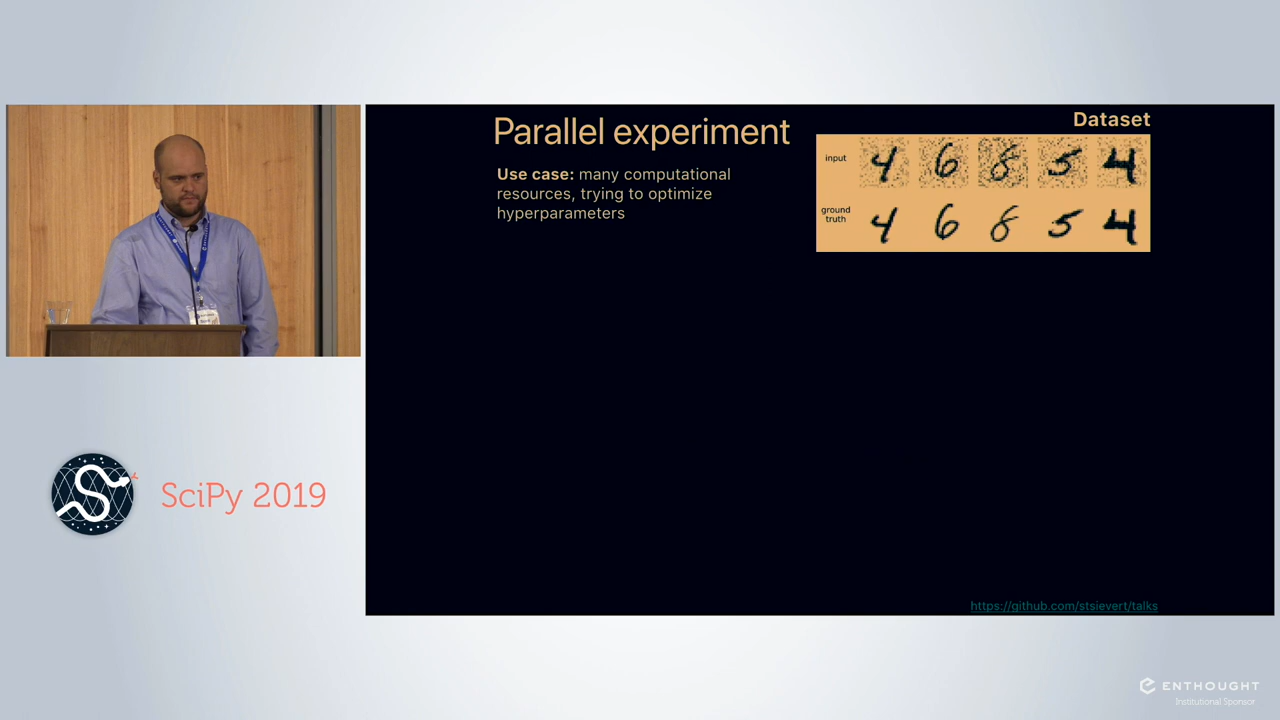 Parallel experiment
Use case: many computational
resources, trying to optimize
hyperparameters
Dataset
input
4 6 8 5 4
ground
truth
4 6 8 5 4
https://github.com/stsievert/talks
SciPy 2019
ENTHOUGHT
Institutional Sponsor